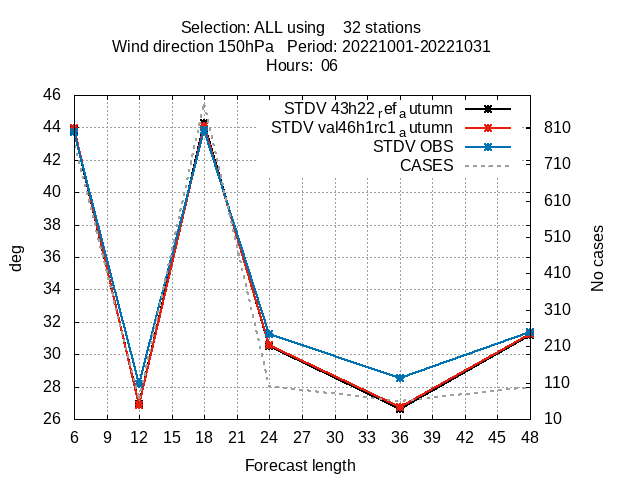 Selection: ALL using    32 stations
Wind direction 150hPa   Period: 20221001-20221031
Hours:  06
STDV 43h22_ref_autumn
STDV val46h1rc1_autumn
STDV OBS
CASES
46
44
42
40
38
36
34
32
30
28
26
deg
810
710
610
510
410
310
210
110
10
No cases
6 9 12 15 18 21 24 27 30 33 36 39 42 45 48
Forecast length